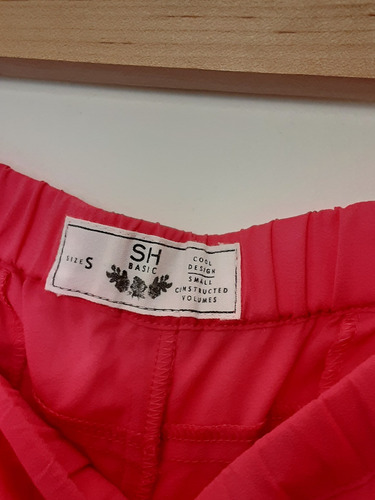 SIZE S
SH
BASIC
COOL
DESIGN
SMALL
CONSTRUCTED
VOLUMES